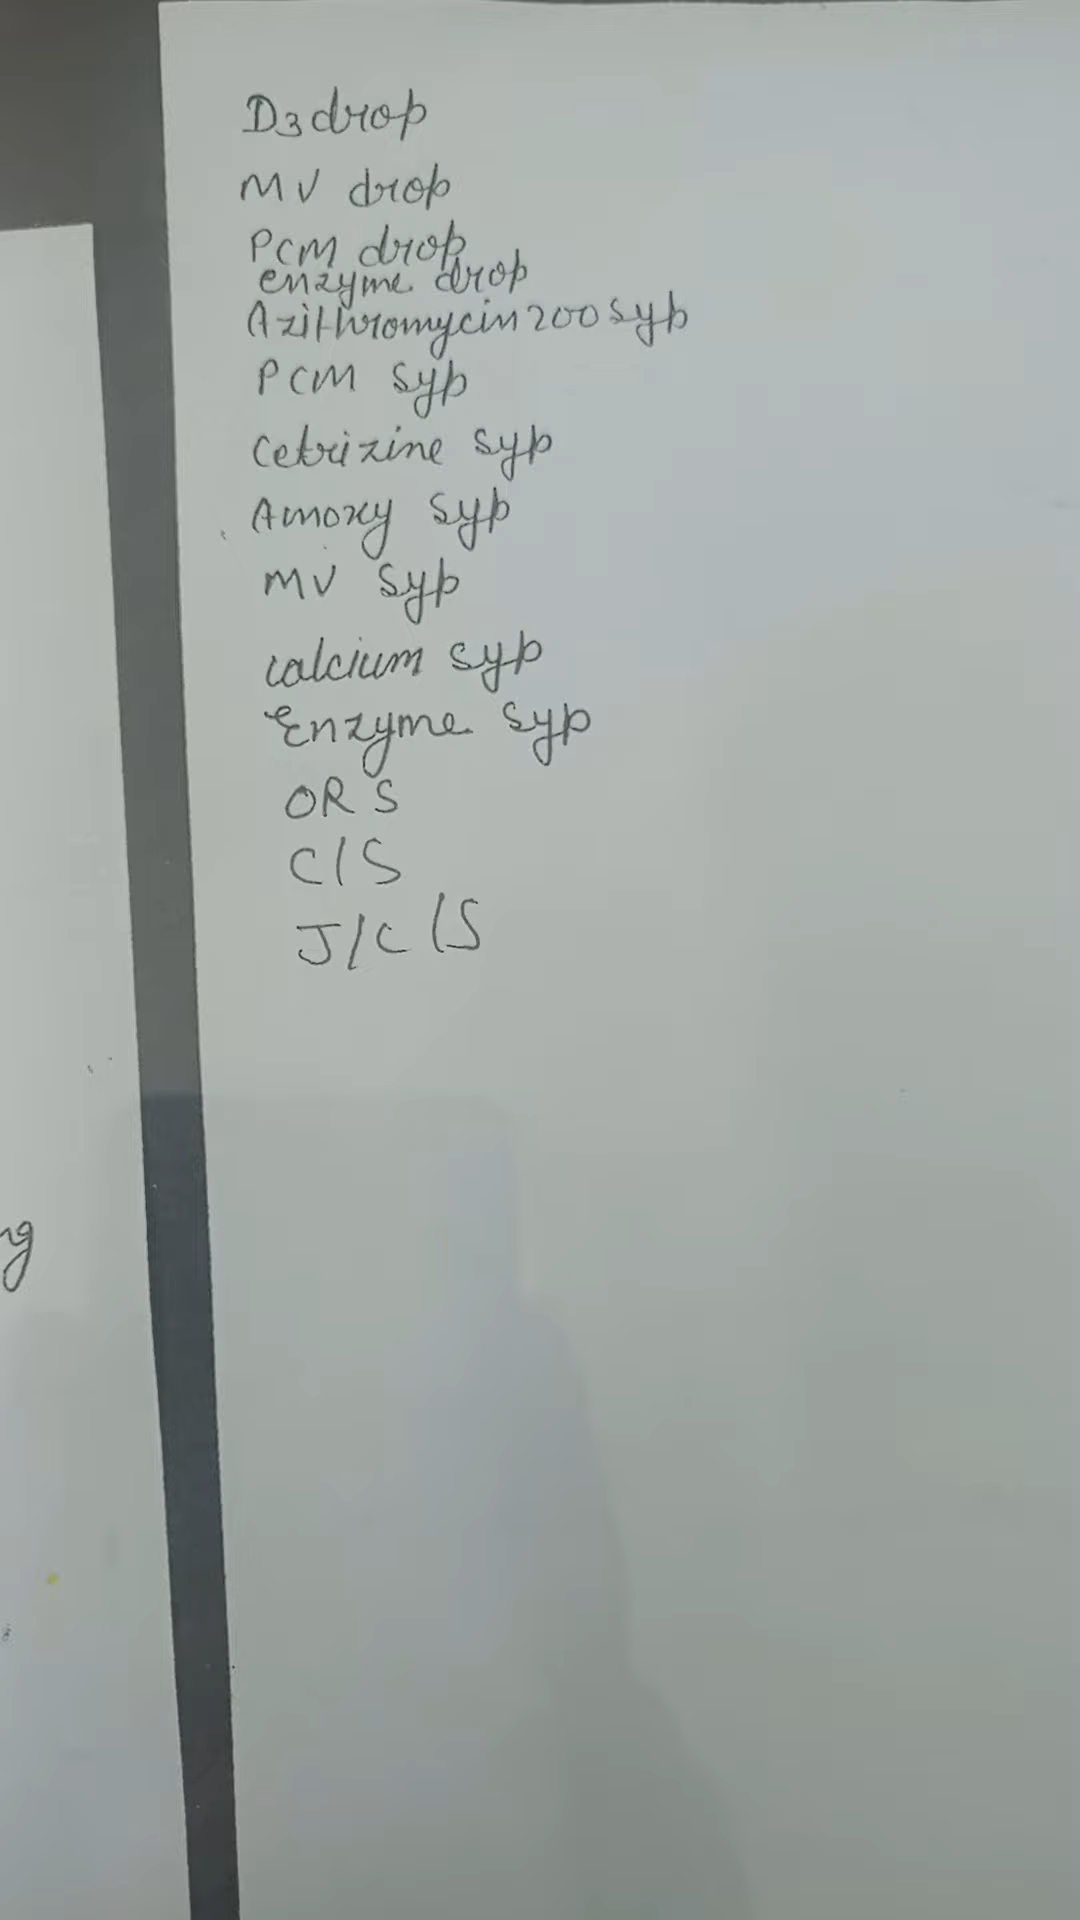 D3 drop
MV drop
PCM drop
enzyme drop
Azithromycin 200 syp
PCM syp
Cetrizine syp
Amoxy syp
MV syp
calcium syp
Enzyme syp
ORS
C/S
J/C/S